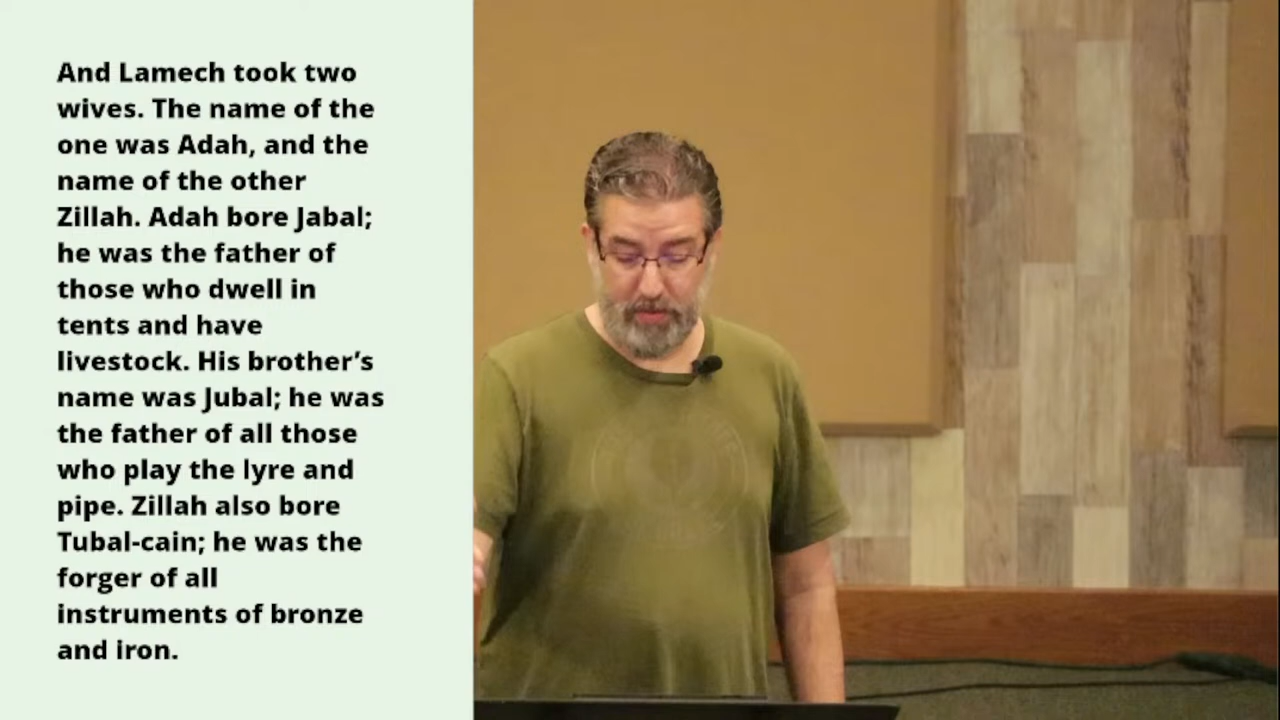 And Lamech took two
wives. The name of the
one was Adah, and the
name of the other
Zillah. Adah bore Jabal;
he was the father of
those who dwell in
tents and have
livestock. His brother’s
name was Jubal; he was
the father of all those
who play the lyre and
pipe. Zillah also bore
Tubal-cain; he was the
forger of all
instruments of bronze
and iron.